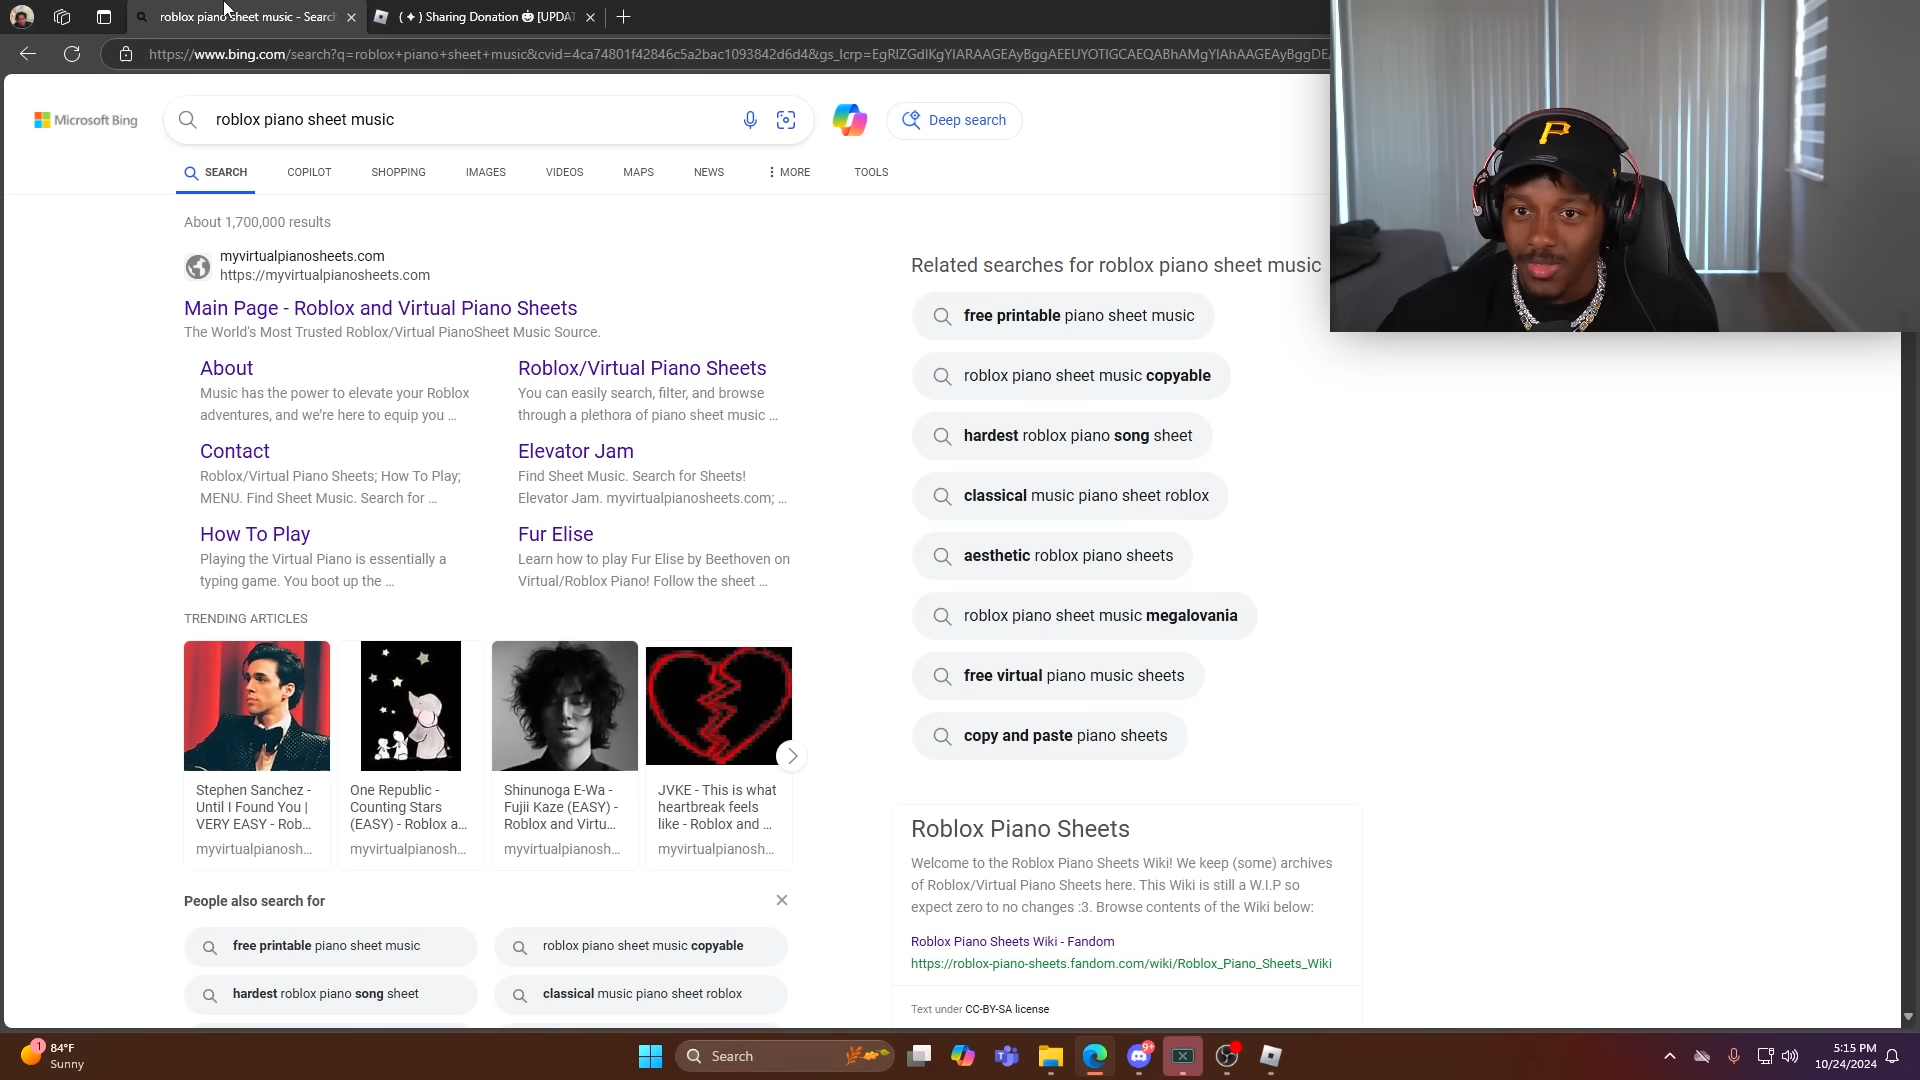 roblox piano sheet music - Search
( ✦ ) Sharing Donation 🎃 [UPDAT
https://www.bing.com/search?q=roblox+piano+sheet+music&cvid=4ca74801f42846c5a2bac1093842d6d4&gs_lcrp=EgRlZGdlKgYIARAAGEAyBggAEEUYOTIGCAEQABhAMgYIAhAAGEAyBggDEA
Microsoft Bing
roblox piano sheet music
Deep search
SEARCH
COPILOT
SHOPPING
IMAGES
VIDEOS
MAPS
NEWS
MORE
TOOLS
About 1,700,000 results
myvirtualpianosheets.com
https://myvirtualpianosheets.com
Main Page - Roblox and Virtual Piano Sheets
The World's Most Trusted Roblox/Virtual PianoSheet Music Source.
About
Music has the power to elevate your Roblox
adventures, and we're here to equip you ...
Roblox/Virtual Piano Sheets
You can easily search, filter, and browse
through a plethora of piano sheet music ...
Contact
Roblox/Virtual Piano Sheets; How To Play;
MENU. Find Sheet Music. Search for ...
Elevator Jam
Find Sheet Music. Search for Sheets!
Elevator Jam. myvirtualpianosheets.com; ...
How To Play
Playing the Virtual Piano is essentially a
typing game. You boot up the ...
Fur Elise
Learn how to play Fur Elise by Beethoven on
Virtual/Roblox Piano! Follow the sheet ...
TRENDING ARTICLES
Stephen Sanchez -
Until I Found You |
VERY EASY - Rob...
myvirtualpianosh...
One Republic -
Counting Stars
(EASY) - Roblox a...
myvirtualpianosh...
Shinunoga E-Wa -
Fujii Kaze (EASY) -
Roblox and Virtu...
myvirtualpianosh...
JVKE - This is what
heartbreak feels
like - Roblox and ...
myvirtualpianosh...
People also search for
free printable piano sheet music
roblox piano sheet music copyable
hardest roblox piano song sheet
classical music piano sheet roblox
Related searches for roblox piano sheet music
free printable piano sheet music
roblox piano sheet music copyable
hardest roblox piano song sheet
classical music piano sheet roblox
aesthetic roblox piano sheets
roblox piano sheet music megalovania
free virtual piano music sheets
copy and paste piano sheets
Roblox Piano Sheets
Welcome to the Roblox Piano Sheets Wiki! We keep (some) archives
of Roblox/Virtual Piano Sheets here. This Wiki is still a W.I.P so
expect zero to no changes :3. Browse contents of the Wiki below:
Roblox Piano Sheets Wiki - Fandom
https://roblox-piano-sheets.fandom.com/wiki/Roblox_Piano_Sheets_Wiki
Text under CC-BY-SA license
P
1
84°F
Sunny
Search
9+
5:15 PM
10/24/2024